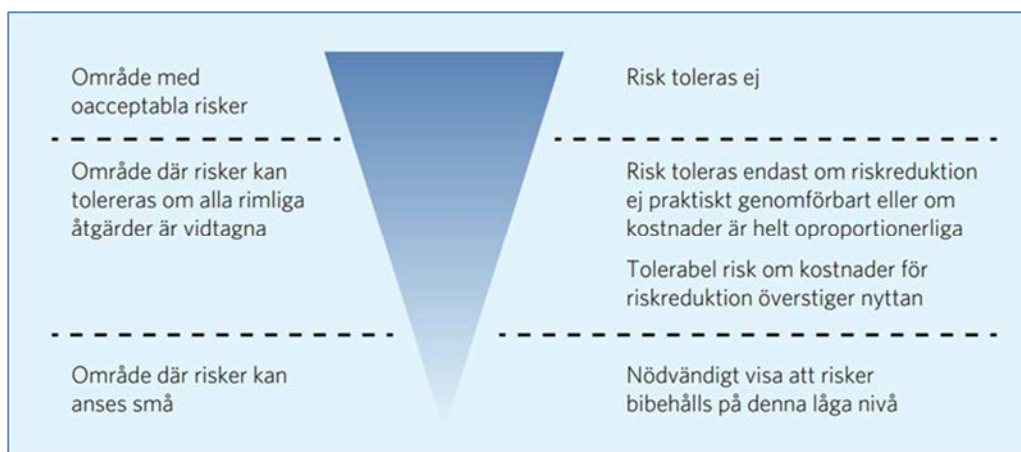 Område med
oacceptabla risker
Risk toleras ej
Område där risker kan
tolereras om alla rimliga
åtgärder är vidtagna
Risk toleras endast om riskreduktion
ej praktiskt genomförbart eller om
kostnader är helt oproportionerliga
Tolerabel risk om kostnader för
riskreduktion överstiger nyttan
Område där risker kan
anses små
Nödvändigt visa att risker
bibehålls på denna låga nivå